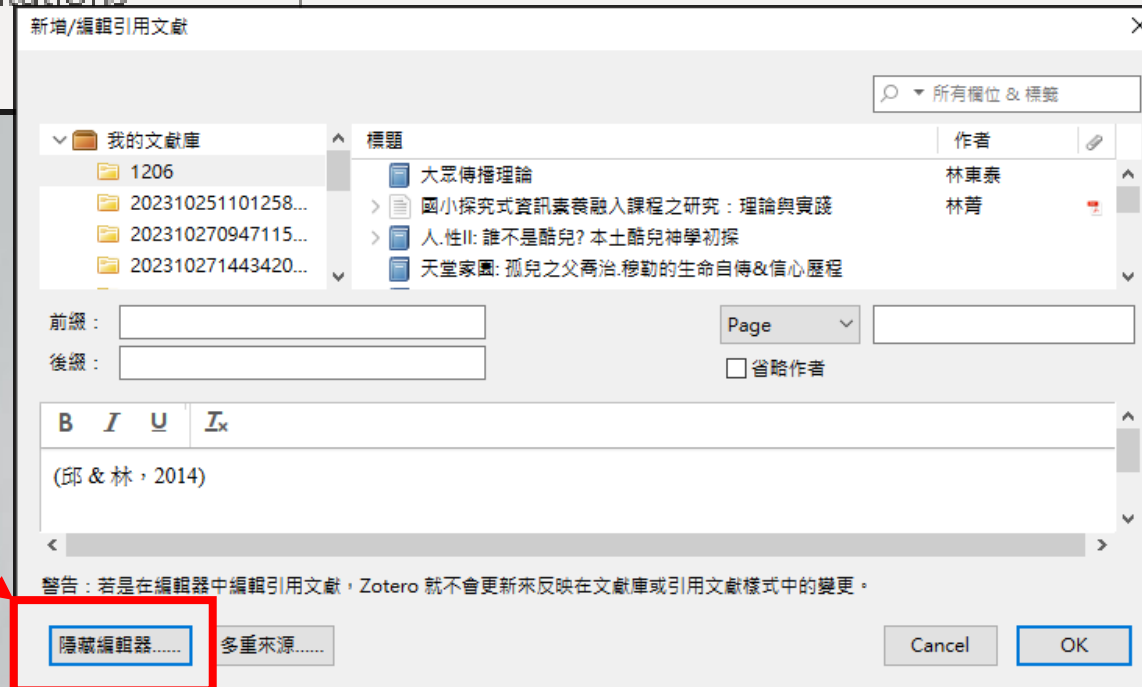 新增/編輯引用文獻
所有欄位 & 標籤
我的文獻庫
標題 作者
1206
大眾傳播理論 林東泰
202310251101258...
國小探究式資訊素養融入課程之研究：理論與實踐 林菁
202310270947115...
人.性II: 誰不是酷兒? 本土酷兒神學初探
202310271443420...
天堂家園: 孤兒之父喬治.穆勒的生命自傳&信心歷程
前綴：
Page
後綴：
省略作者
B I U Tx
(邱 & 林，2014)
警告：若是在編輯器中編輯引用文獻，Zotero 就不會更新來反映在文獻庫或引用文獻樣式中的變更。
隱藏編輯器...... 多重來源...... Cancel OK